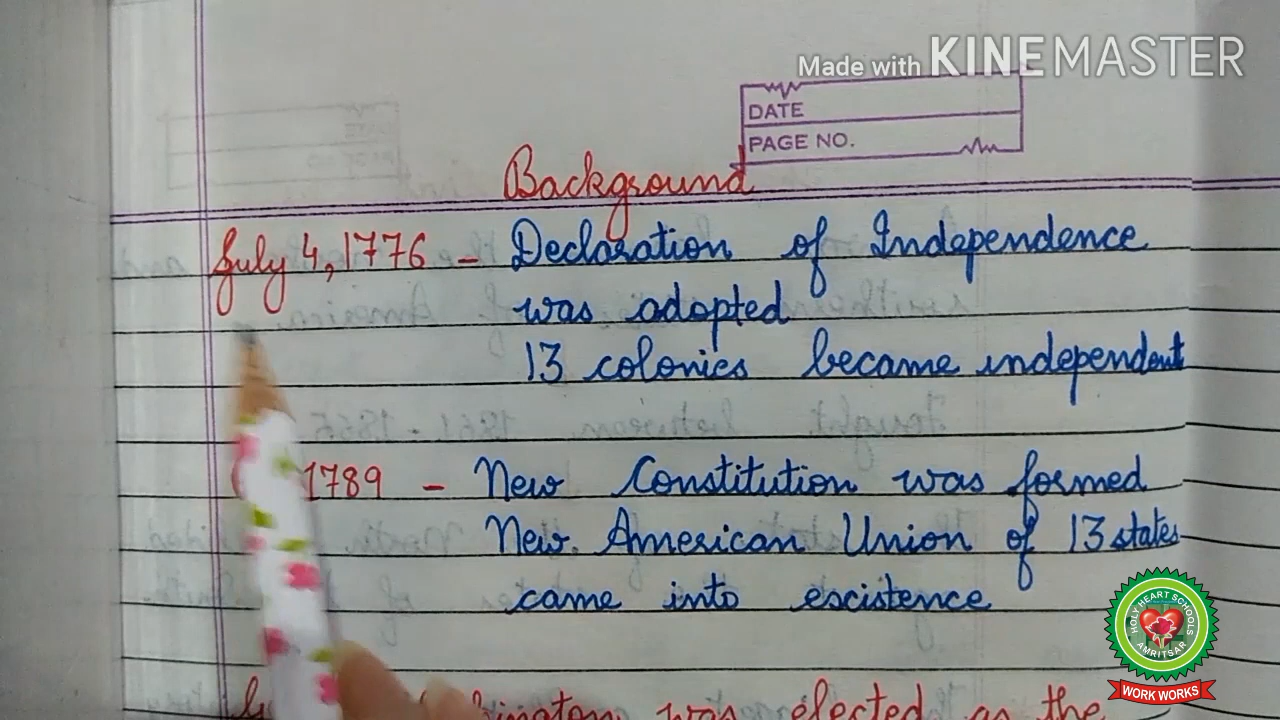 Made with KINEMASTER
DATE
PAGE NO.
Background
July 4, 1776 - Declaration of Independence
was adopted
13 colonies became independent
1789 - New Constitution was formed
New American Union of 13 states
came into existence
was elected as the
HOLY HEART SCHOOLS
AMRITSAR
WORK WORKS